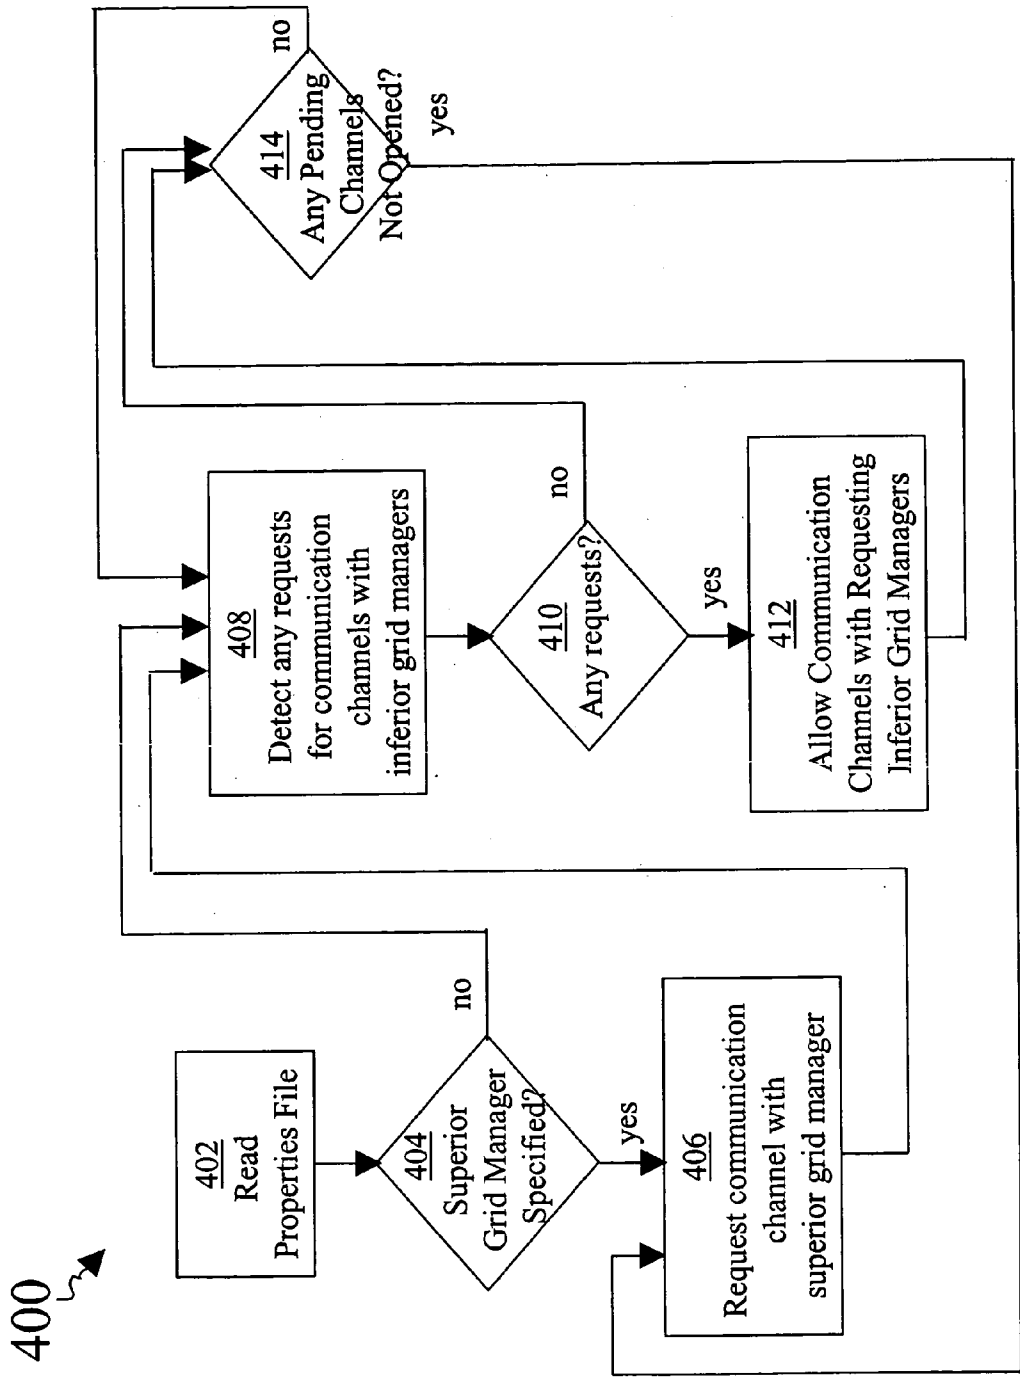 400
402
Read
Properties File
404
Superior
Grid Manager
Specified?
no
yes
406
Request communication
channel with
superior grid manager
408
Detect any requests
for communication
channels with
inferior grid managers
410
Any requests?
no
yes
412
Allow Communication
Channels with Requesting
Inferior Grid Managers
414
Any Pending
Channels
Not Opened?
no
yes